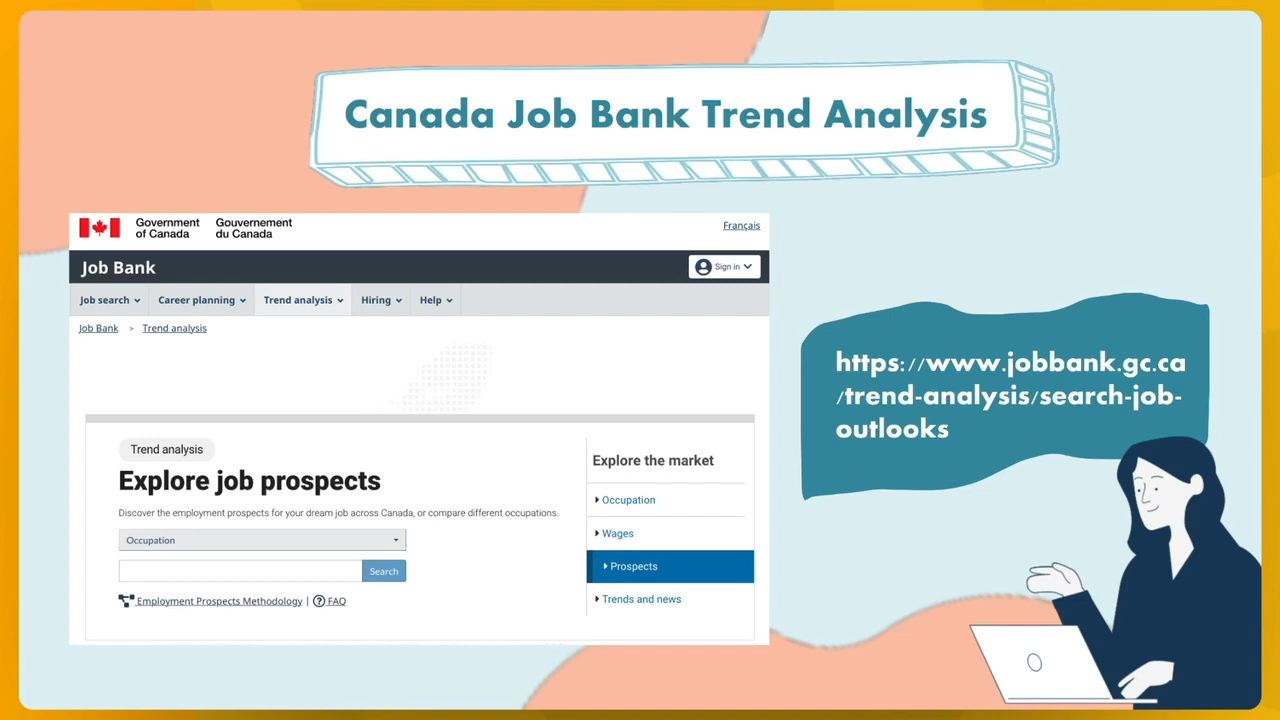 Canada Job Bank Trend Analysis
Government of Canada
Gouvernement du Canada
Français
Job Bank
Sign in
Job search
Career planning
Trend analysis
Hiring
Help
Job Bank > Trend analysis
Trend analysis
Explore job prospects
Discover the employment prospects for your dream job across Canada, or compare different occupations.
Occupation
Search
Employment Prospects Methodology | FAQ
Explore the market
Occupation
Wages
Prospects
Trends and news
https://www.jobbank.gc.ca
/trend-analysis/search-job-
outlooks